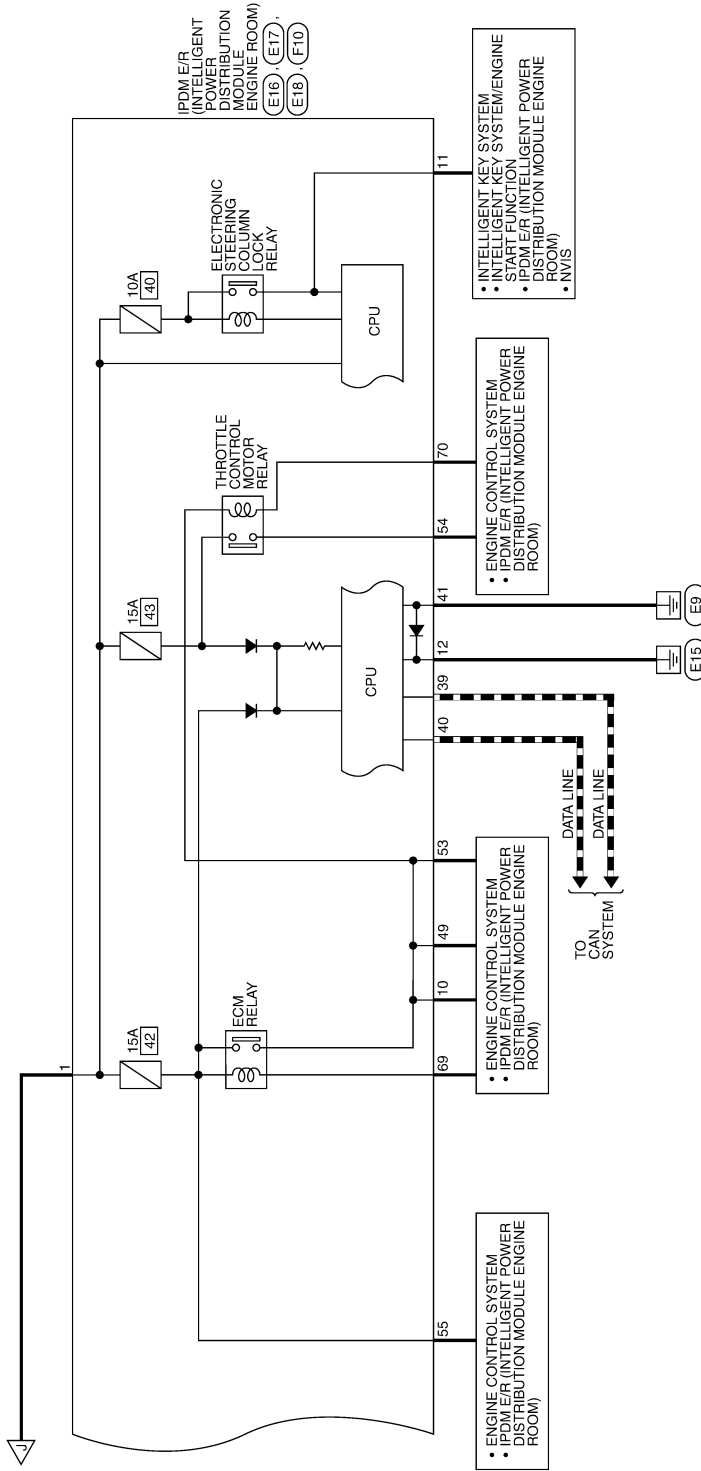 J
1
15A
42
15A
43
10A
40
IPDM E/R
(INTELLIGENT
POWER
DISTRIBUTION
MODULE
ENGINE ROOM)
E16 , E17 ,
E18 , F10
ECM
RELAY
THROTTLE
CONTROL
MOTOR
RELAY
ELECTRONIC
STEERING
COLUMN
LOCK
RELAY
CPU
CPU
55
69
10
49
53
40
39
12
41
54
70
11
• ENGINE CONTROL SYSTEM
• IPDM E/R (INTELLIGENT POWER
DISTRIBUTION MODULE ENGINE
ROOM)
• ENGINE CONTROL SYSTEM
• IPDM E/R (INTELLIGENT POWER
DISTRIBUTION MODULE ENGINE
ROOM)
DATA LINE
DATA LINE
TO
CAN
SYSTEM
E15
E9
• ENGINE CONTROL SYSTEM
• IPDM E/R (INTELLIGENT POWER
DISTRIBUTION MODULE ENGINE
ROOM)
• INTELLIGENT KEY SYSTEM
• INTELLIGENT KEY SYSTEM/ENGINE
START FUNCTION
• IPDM E/R (INTELLIGENT POWER
DISTRIBUTION MODULE ENGINE
ROOM)
• NVIS